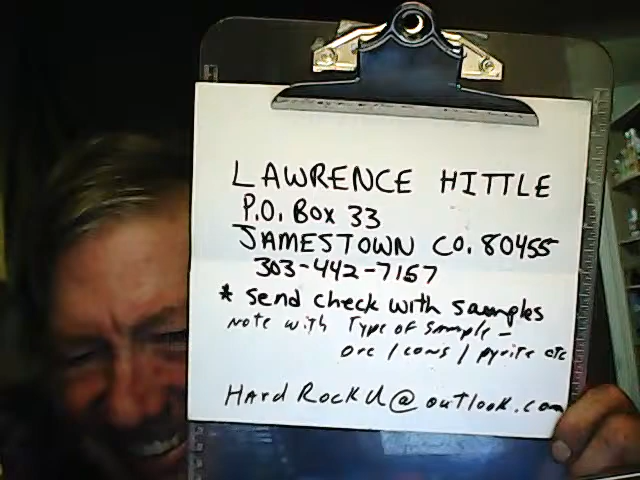 LAWRENCE HITTLE
P.O. Box 33
JAMESTOWN CO. 80455
303-442-7157
* send check with samples
note with Type of sample -
ore / cons / pyrite etc
HardRockU@outlook.com